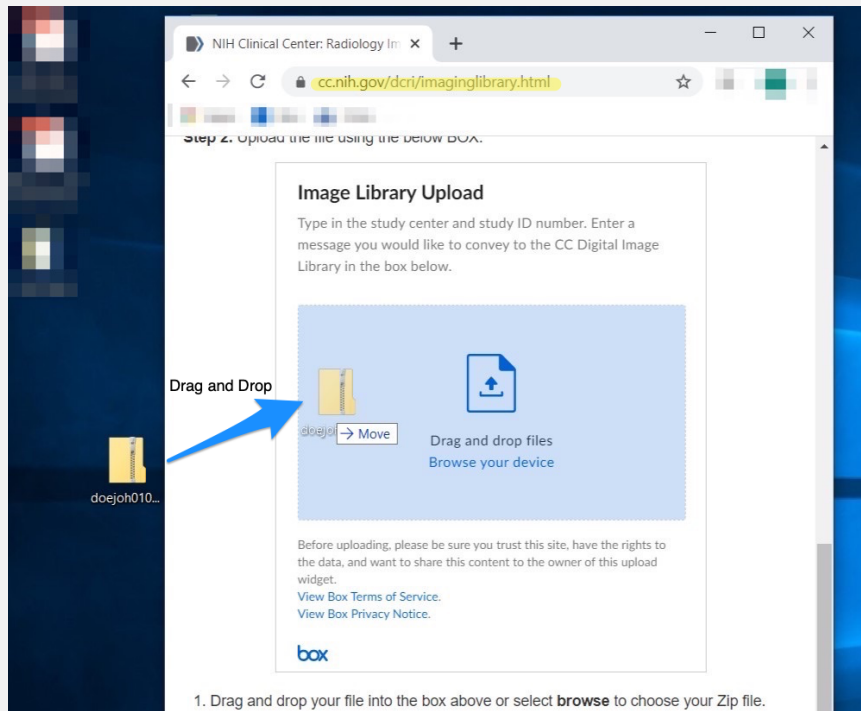 NIH Clinical Center: Radiology Im
cc.nih.gov/dcri/imaginglibrary.html
Step 2. Upload the file using the below BOX.
Image Library Upload
Type in the study center and study ID number. Enter a
message you would like to convey to the CC Digital Image
Library in the box below.
Drag and Drop
doejoh
Move
Drag and drop files
Browse your device
doejoh010...
Before uploading, please be sure you trust this site, have the rights to
the data, and want to share this content to the owner of this upload
widget.
View Box Terms of Service.
View Box Privacy Notice.
box
1. Drag and drop your file into the box above or select browse to choose your Zip file.